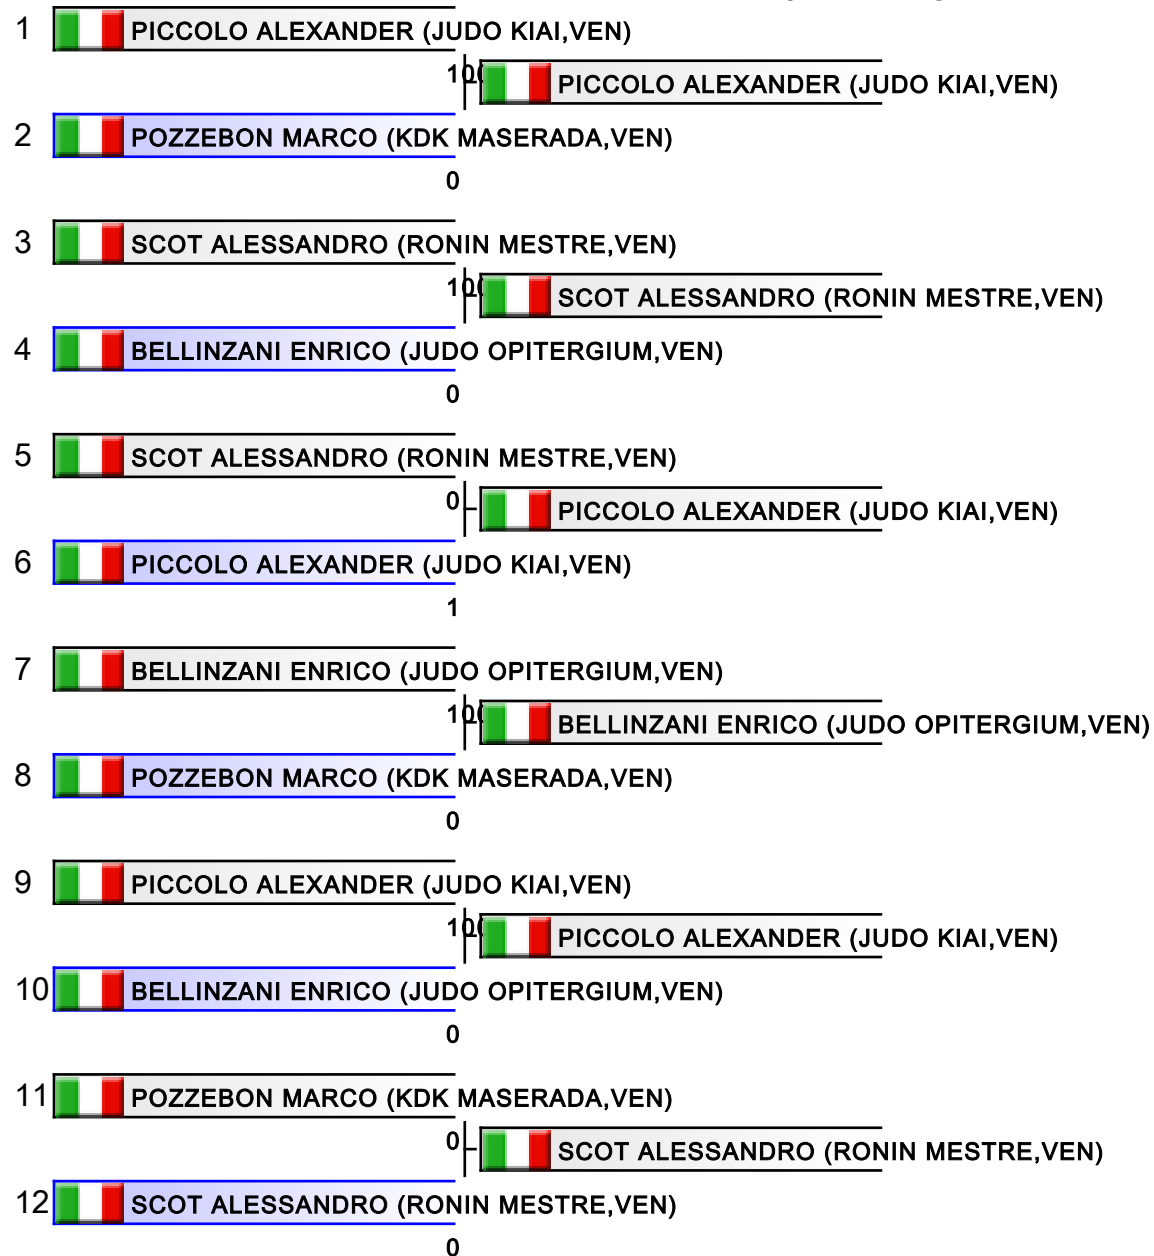 1 PICCOLO ALEXANDER (JUDO KIAI,VEN)
PICCOLO ALEXANDER (JUDO KIAI,VEN)
2 POZZEBON MARCO (KDK MASERADA,VEN)
0
3 SCOT ALESSANDRO (RONIN MESTRE,VEN)
SCOT ALESSANDRO (RONIN MESTRE,VEN)
4 BELLINZANI ENRICO (JUDO OPITERGIUM,VEN)
0
5 SCOT ALESSANDRO (RONIN MESTRE,VEN)
0 PICCOLO ALEXANDER (JUDO KIAI,VEN)
6 PICCOLO ALEXANDER (JUDO KIAI,VEN)
1
7 BELLINZANI ENRICO (JUDO OPITERGIUM,VEN)
BELLINZANI ENRICO (JUDO OPITERGIUM,VEN)
8 POZZEBON MARCO (KDK MASERADA,VEN)
0
9 PICCOLO ALEXANDER (JUDO KIAI,VEN)
PICCOLO ALEXANDER (JUDO KIAI,VEN)
10 BELLINZANI ENRICO (JUDO OPITERGIUM,VEN)
0
11 POZZEBON MARCO (KDK MASERADA,VEN)
0 SCOT ALESSANDRO (RONIN MESTRE,VEN)
12 SCOT ALESSANDRO (RONIN MESTRE,VEN)
0